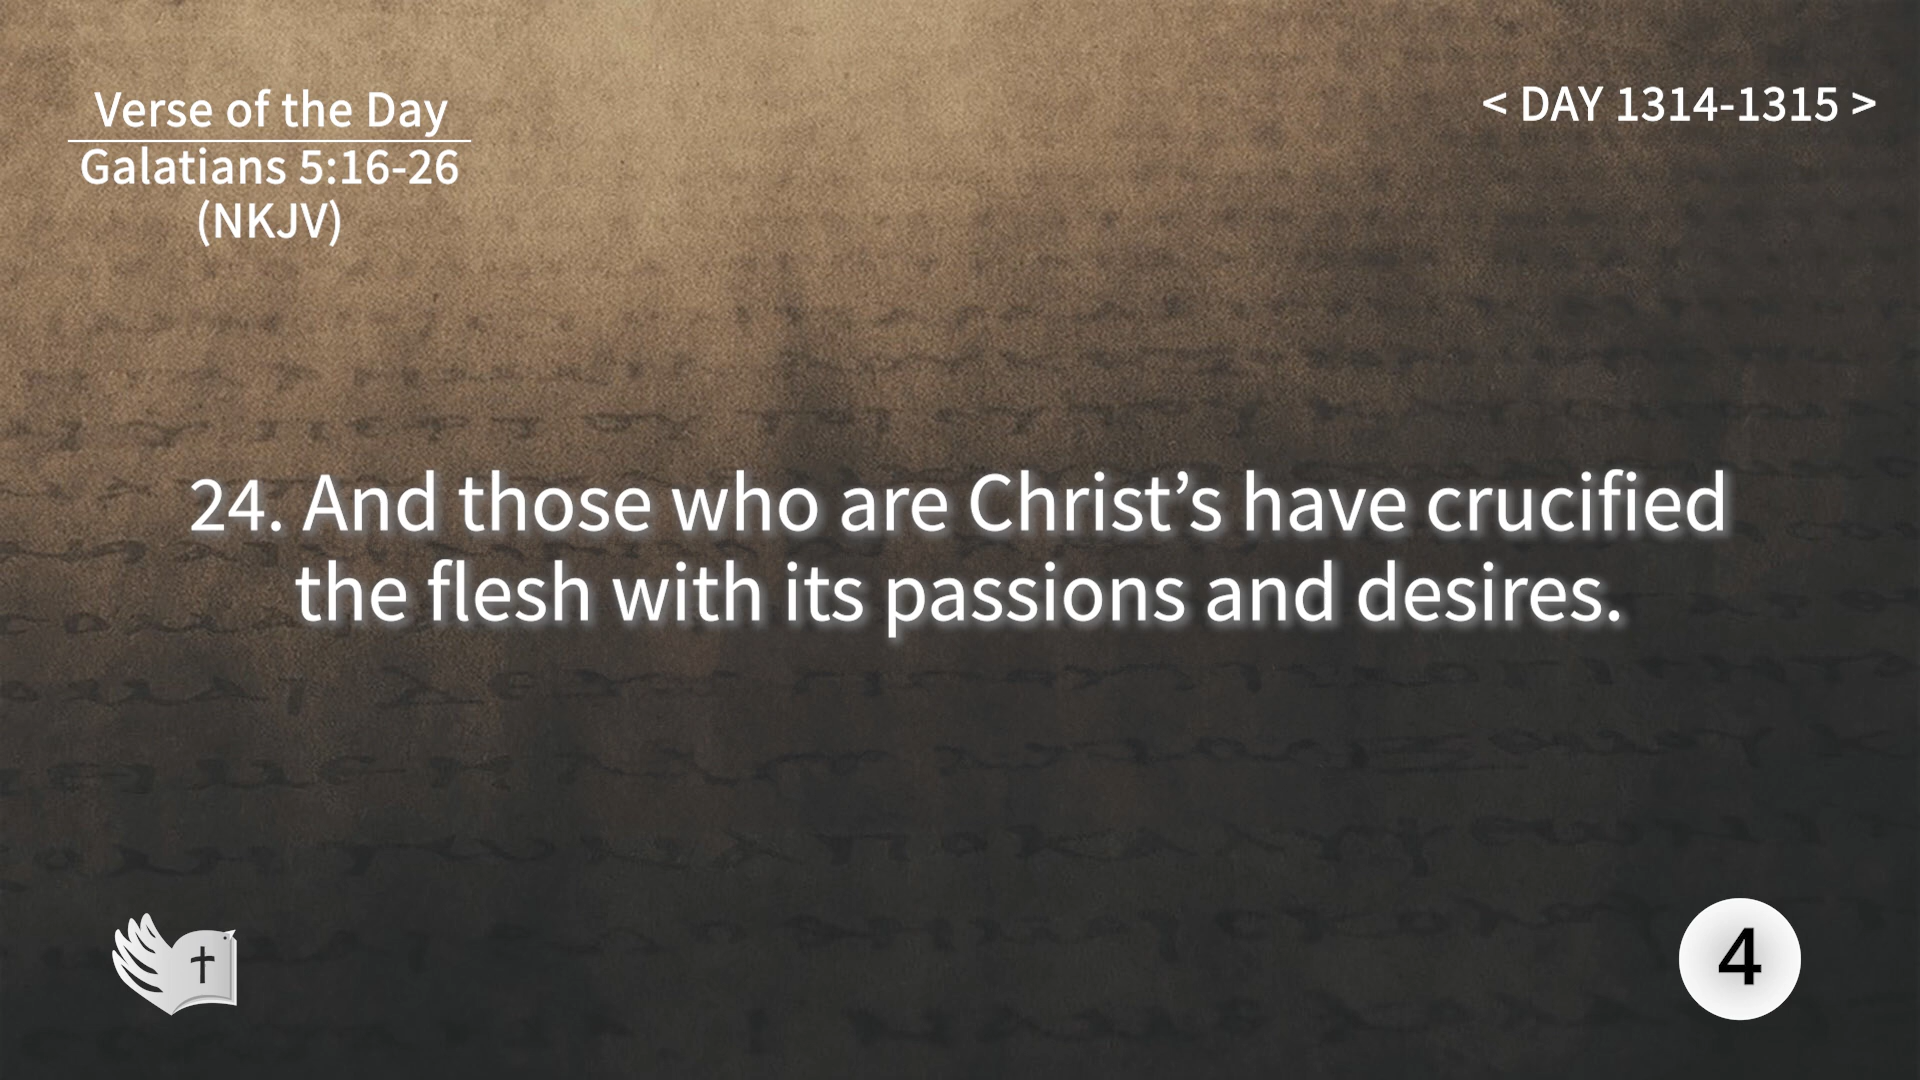 Verse of the Day
Galatians 5:16-26
(NKJV)
< DAY 1314-1315 >
24. And those who are Christ’s have crucified
the flesh with its passions and desires.
4